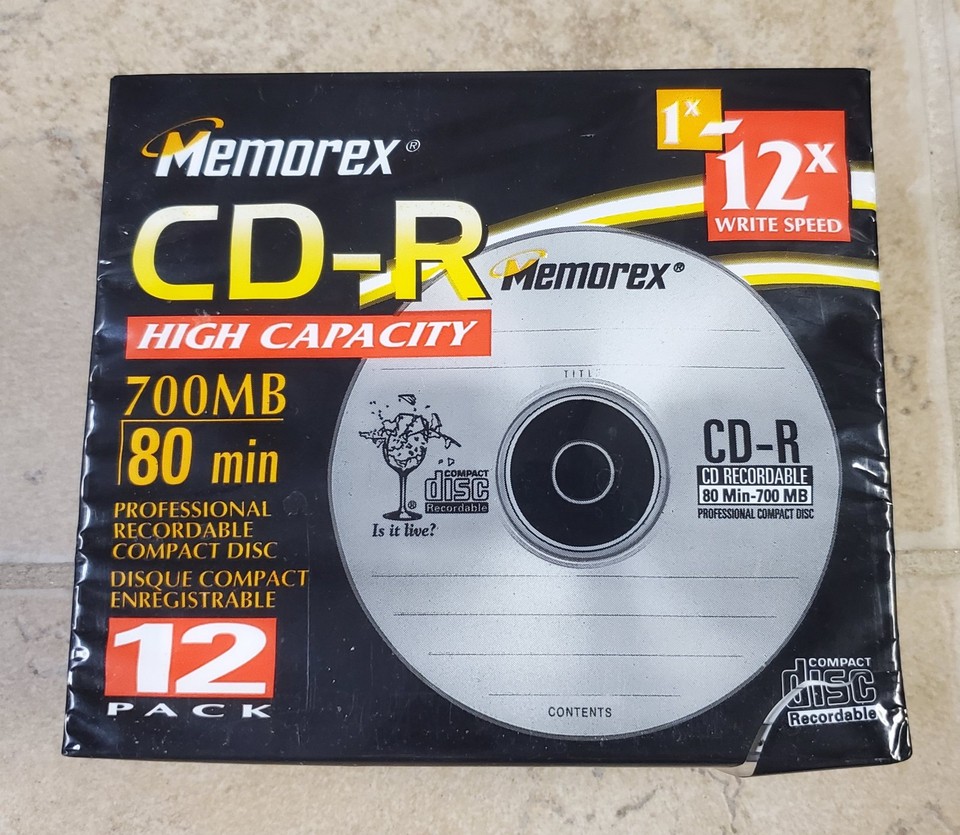 Memorex®
1x-12x
WRITE SPEED
CD-R
HIGH CAPACITY
700MB
80 min
PROFESSIONAL
RECORDABLE
COMPACT DISC
DISQUE COMPACT
ENRÈGISTRABLE
12
PACK
Memorex®
TITLE
®
COMPACT
disc
Recordable
Is it live?
CD-R
CD RECORDABLE
80 Min-700 MB
PROFESSIONAL COMPACT DISC
CONTENTS
COMPACT
disc
Recordable